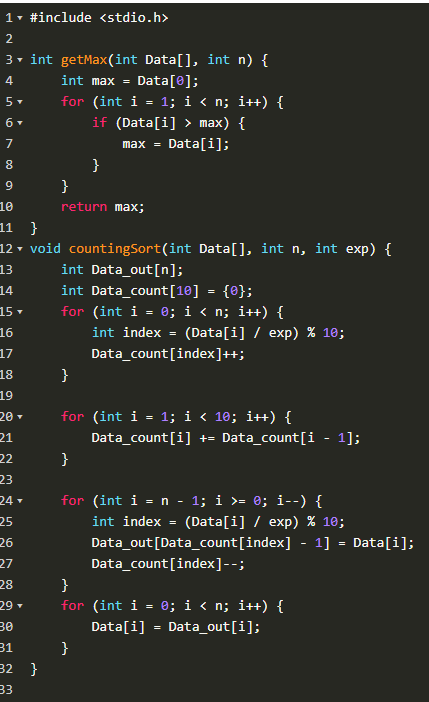 1 #include <stdio.h>
2
3 int getMax(int Data[], int n) {
4     int max = Data[0];
5     for (int i = 1; i < n; i++) {
6         if (Data[i] > max) {
7             max = Data[i];
8         }
9     }
10     return max;
11 }
12 void countingSort(int Data[], int n, int exp) {
13     int Data_out[n];
14     int Data_count[10] = {0};
15     for (int i = 0; i < n; i++) {
16         int index = (Data[i] / exp) % 10;
17         Data_count[index]++;
18     }
19
20     for (int i = 1; i < 10; i++) {
21         Data_count[i] += Data_count[i - 1];
22     }
23
24     for (int i = n - 1; i >= 0; i--) {
25         int index = (Data[i] / exp) % 10;
26         Data_out[Data_count[index] - 1] = Data[i];
27         Data_count[index]--;
28     }
29     for (int i = 0; i < n; i++) {
30         Data[i] = Data_out[i];
31     }
32 }
33